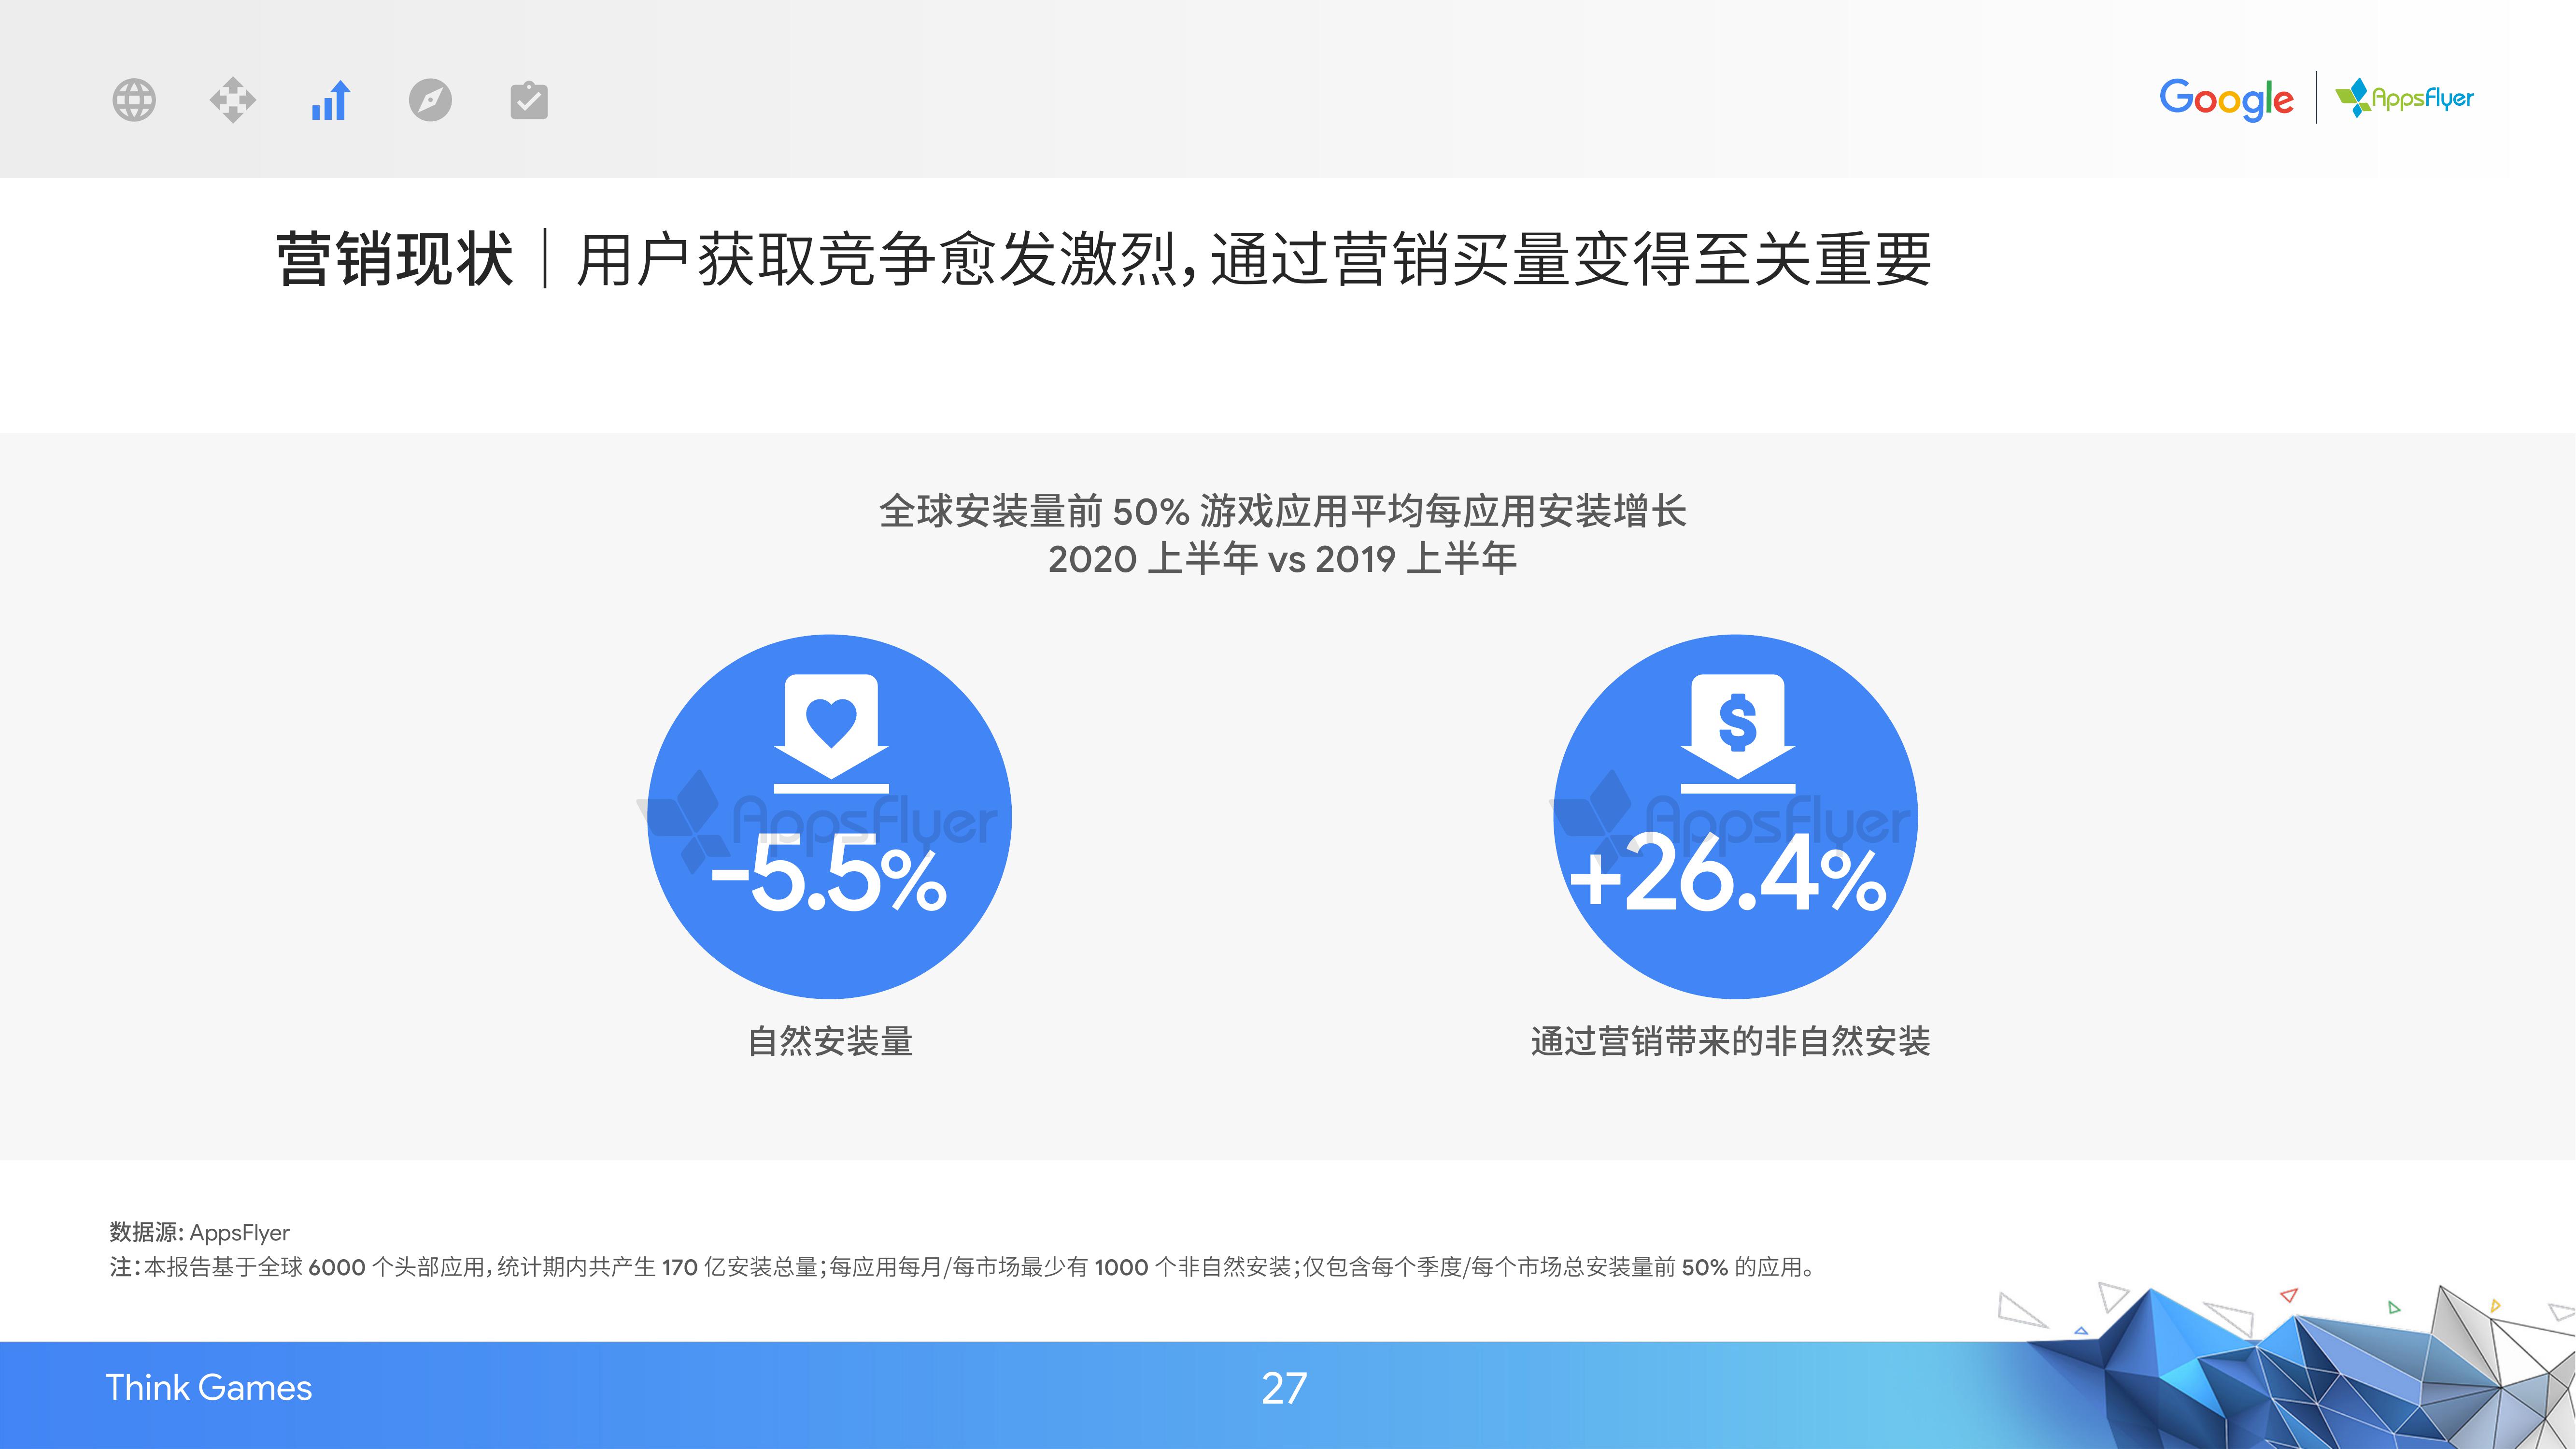 Google | AppsFlyer
营销现状｜用户获取竞争愈发激烈，通过营销买量变得至关重要
全球安装量前 50% 游戏应用平均每应用安装增长
2020 上半年 vs 2019 上半年
AppsFlyer
-5.5%
自然安装量
AppsFlyer
+26.4%
通过营销带来的非自然安装
数据源: AppsFlyer
注：本报告基于全球 6000 个头部应用，统计期内共产生 170 亿安装总量；每应用每月/每市场最少有 1000 个非自然安装；仅包含每个季度/每个市场总安装量前 50% 的应用。
Think Games
27